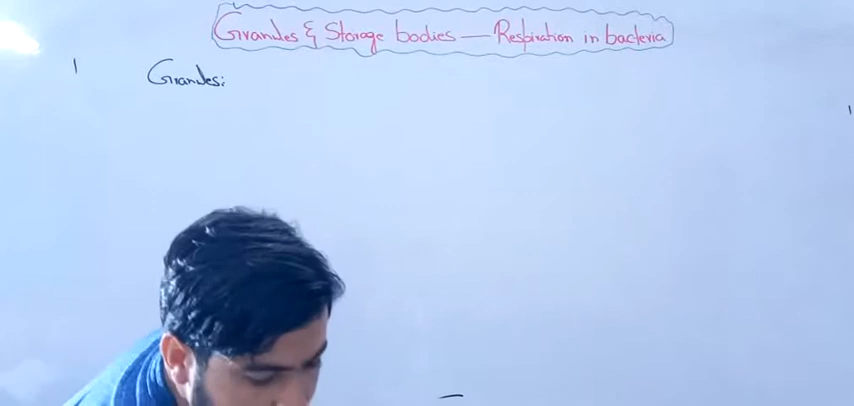 Granules & Storage bodies — Respiration in bacteria
Granules: